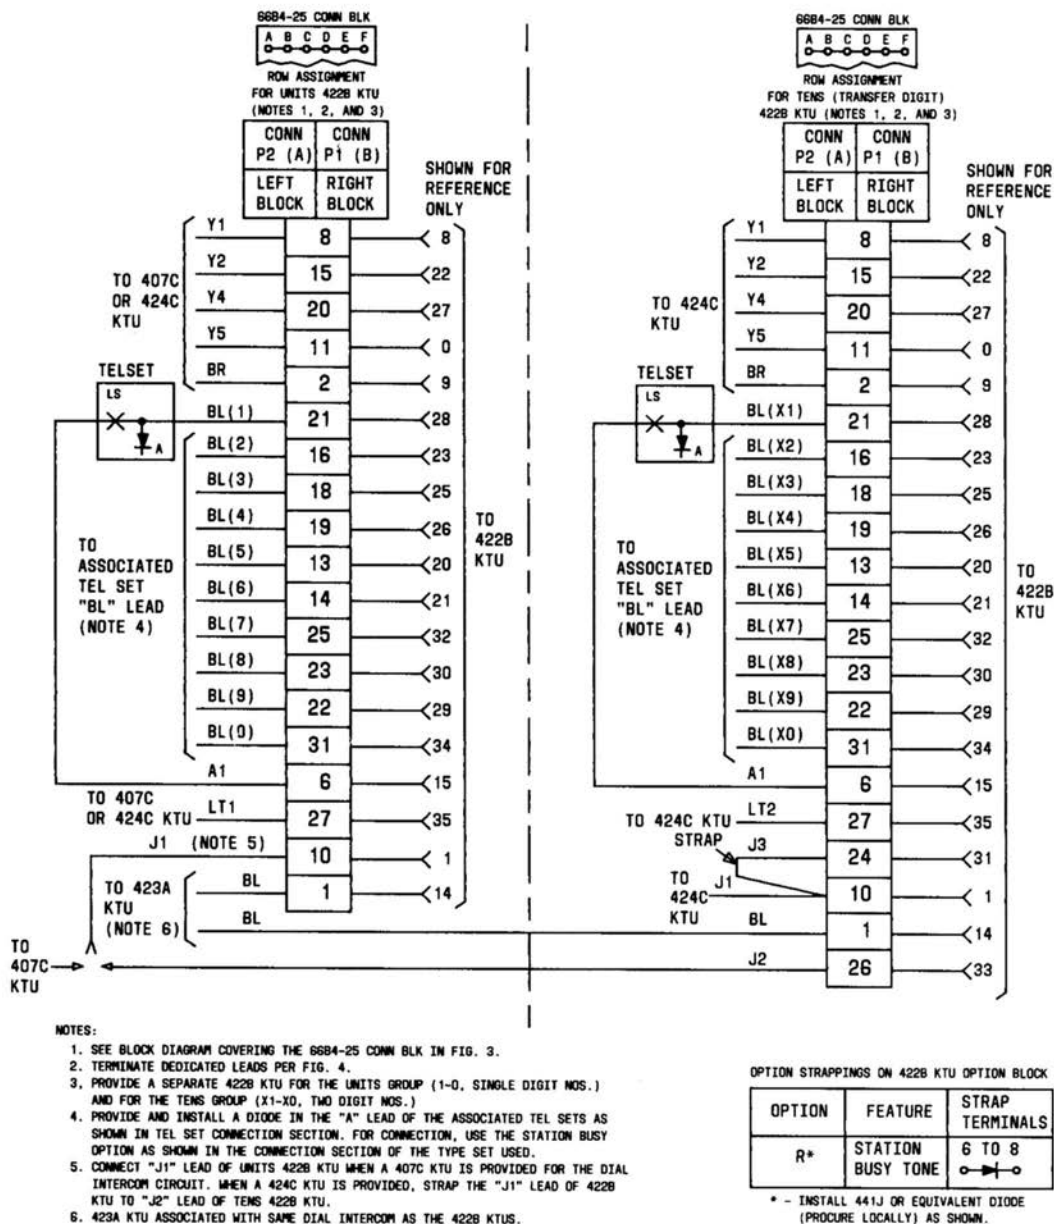 66B4-25 CONN BLK
A B C D E F
ROW ASSIGNMENT
FOR UNITS 422B KTU
(NOTES 1, 2, AND 3)
CONN P2 (A)
CONN P1 (B)
LEFT BLOCK
RIGHT BLOCK
SHOWN FOR
REFERENCE
ONLY
Y1 8 8
Y2 15 22
Y4 20 27
Y5 11 0
BR 2 9
BL(1) 21 28
BL(2) 16 23
BL(3) 18 25
BL(4) 19 26
BL(5) 13 20
BL(6) 14 21
BL(7) 25 32
BL(8) 23 30
BL(9) 22 29
BL(0) 31 34
A1 6 15
LT1 27 35
J1 (NOTE 5) 10 1
BL 1 14
BL
TO 407C
OR 424C
KTU
TELSET
LS
A
TO
ASSOCIATED
TEL SET
"BL" LEAD
(NOTE 4)
TO
422B
KTU
TO 407C
OR 424C KTU
TO 423A
KTU
(NOTE 6)
TO
407C
KTU
66B4-25 CONN BLK
A B C D E F
ROW ASSIGNMENT
FOR TENS (TRANSFER DIGIT)
422B KTU (NOTES 1, 2, AND 3)
CONN P2 (A)
CONN P1 (B)
LEFT BLOCK
RIGHT BLOCK
SHOWN FOR
REFERENCE
ONLY
Y1 8 8
Y2 15 22
Y4 20 27
Y5 11 0
BR 2 9
BL(X1) 21 28
BL(X2) 16 23
BL(X3) 18 25
BL(X4) 19 26
BL(X5) 13 20
BL(X6) 14 21
BL(X7) 25 32
BL(X8) 23 30
BL(X9) 22 29
BL(X0) 31 34
A1 6 15
LT2 27 35
J3 24 31
J1 10 1
BL 1 14
J2 26 33
TO 424C
KTU
TELSET
LS
A
TO
ASSOCIATED
TEL SET
"BL" LEAD
(NOTE 4)
TO
422B
KTU
TO 424C KTU
STRAP
TO
424C
KTU
NOTES:
1. SEE BLOCK DIAGRAM COVERING THE 66B4-25 CONN BLK IN FIG. 3.
2. TERMINATE DEDICATED LEADS PER FIG. 4.
3, PROVIDE A SEPARATE 422B KTU FOR THE UNITS GROUP (1-0, SINGLE DIGIT NOS.)
AND FOR THE TENS GROUP (X1-X0, TWO DIGIT NOS.)
4. PROVIDE AND INSTALL A DIODE IN THE "A" LEAD OF THE ASSOCIATED TEL SETS AS
SHOWN IN TEL SET CONNECTION SECTION. FOR CONNECTION, USE THE STATION BUSY
OPTION AS SHOWN IN THE CONNECTION SECTION OF THE TYPE SET USED.
5. CONNECT "J1" LEAD OF UNITS 422B KTU WHEN A 407C KTU IS PROVIDED FOR THE DIAL
INTERCOM CIRCUIT. WHEN A 424C KTU IS PROVIDED, STRAP THE "J1" LEAD OF 422B
KTU TO "J2" LEAD OF TENS 422B KTU.
6. 423A KTU ASSOCIATED WITH SAME DIAL INTERCOM AS THE 422B KTUS.
OPTION STRAPPINGS ON 422B KTU OPTION BLOCK
OPTION FEATURE STRAP TERMINALS
R* STATION BUSY TONE 6 TO 8
* - INSTALL 441J OR EQUIVALENT DIODE
(PROCURE LOCALLY) AS SHOWN.